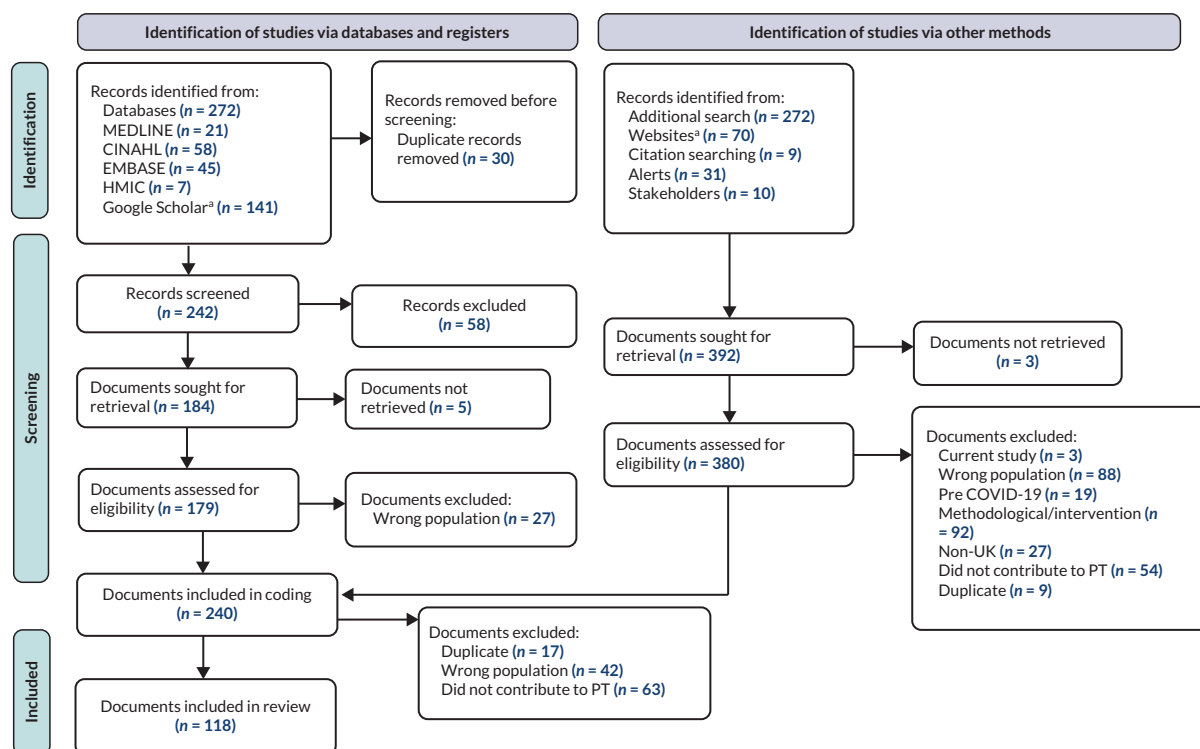 Identification of studies via databases and registers
Identification of studies via other methods
Identification
Records identified from:
Databases (n = 272)
MEDLINE (n = 21)
CINAHL (n = 58)
EMBASE (n = 45)
HMIC (n = 7)
Google Scholarᵃ (n = 141)
Records removed before
screening:
Duplicate records
removed (n = 30)
Records identified from:
Additional search (n = 272)
Websitesᵃ (n = 70)
Citation searching (n = 9)
Alerts (n = 31)
Stakeholders (n = 10)
Screening
Records screened
(n = 242)
Records excluded
(n = 58)
Documents sought for
retrieval (n = 184)
Documents not
retrieved (n = 5)
Documents sought for
retrieval (n = 392)
Documents not retrieved
(n = 3)
Documents assessed for
eligibility (n = 179)
Documents excluded:
Wrong population (n = 27)
Documents assessed for
eligibility (n = 380)
Documents excluded:
Current study (n = 3)
Wrong population (n = 88)
Pre COVID-19 (n = 19)
Methodological/intervention (n
= 92)
Non-UK (n = 27)
Did not contribute to PT (n = 54)
Duplicate (n = 9)
Documents included in coding
(n = 240)
Documents excluded:
Duplicate (n = 17)
Wrong population (n = 42)
Did not contribute to PT (n = 63)
Included
Documents included in review
(n = 118)